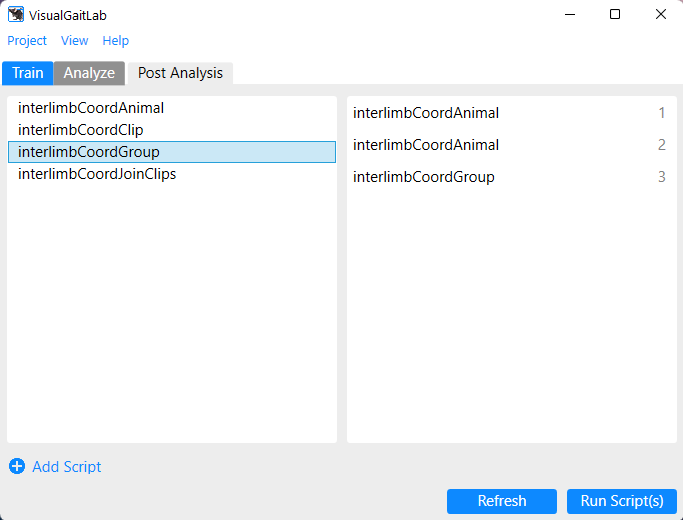 VisualGaitLab
Project View Help
Train Analyze Post Analysis
interlimbCoordAnimal
interlimbCoordClip
interlimbCoordGroup
interlimbCoordJoinClips
interlimbCoordAnimal 1
interlimbCoordAnimal 2
interlimbCoordGroup 3
Add Script
Refresh Run Script(s)